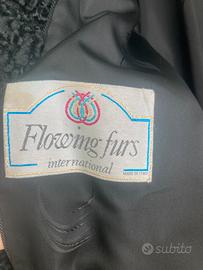 Flowing furs
international
MADE IN ITALY
subito